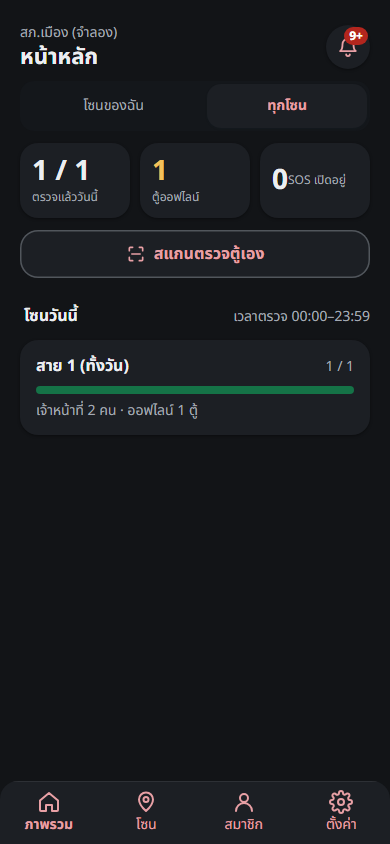 สภ.เมือง (จำลอง)
หน้าหลัก
9+
โซนของฉัน
ทุกโซน
1 / 1
ตรวจแล้ววันนี้
1
ตู้ออฟไลน์
0 SOS เปิดอยู่
สแกนตรวจตู้เอง
โซนวันนี้
เวลาตรวจ 00:00–23:59
สาย 1 (ทั้งวัน)
1 / 1
เจ้าหน้าที่ 2 คน · ออฟไลน์ 1 ตู้
ภาพรวม
โซน
สมาชิก
ตั้งค่า